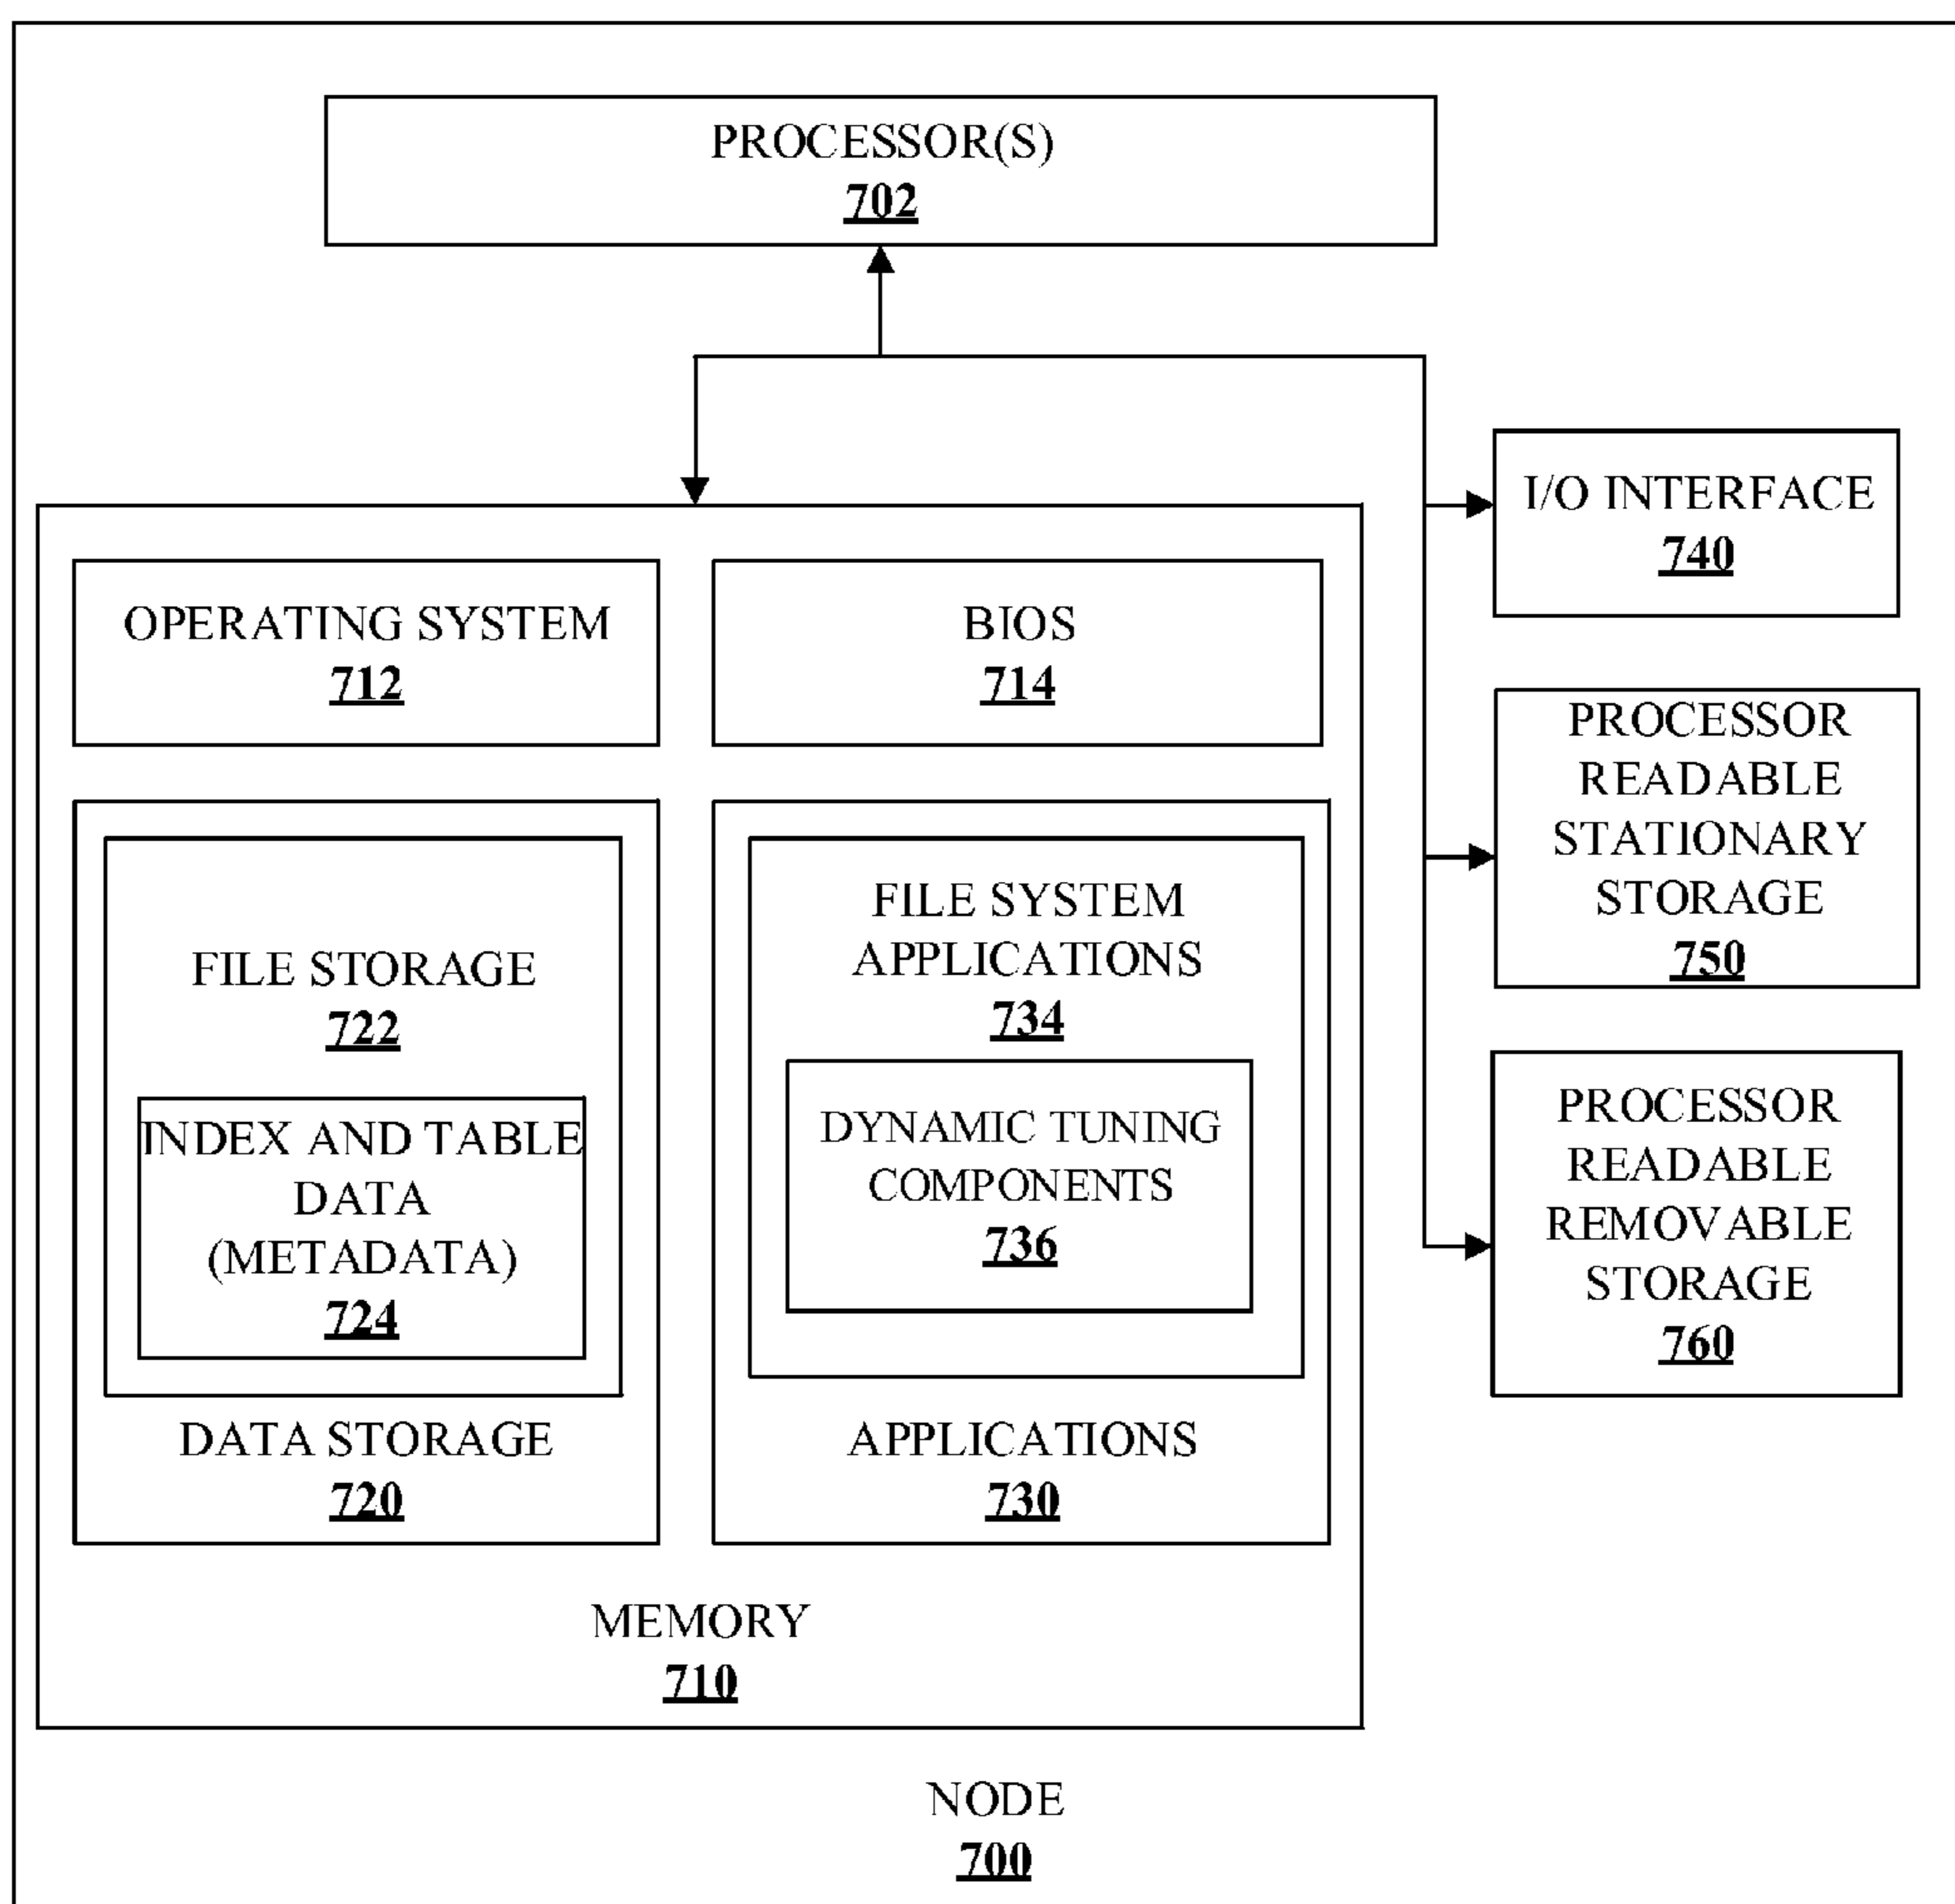 PROCESSOR(S)
702
I/O INTERFACE
740
OPERATING SYSTEM
712
BIOS
714
PROCESSOR
READABLE
STATIONARY
STORAGE
750
FILE STORAGE
722
INDEX AND TABLE
DATA
(METADATA)
724
DATA STORAGE
720
FILE SYSTEM
APPLICATIONS
734
DYNAMIC TUNING
COMPONENTS
736
APPLICATIONS
730
PROCESSOR
READABLE
REMOVABLE
STORAGE
760
MEMORY
710
NODE
700